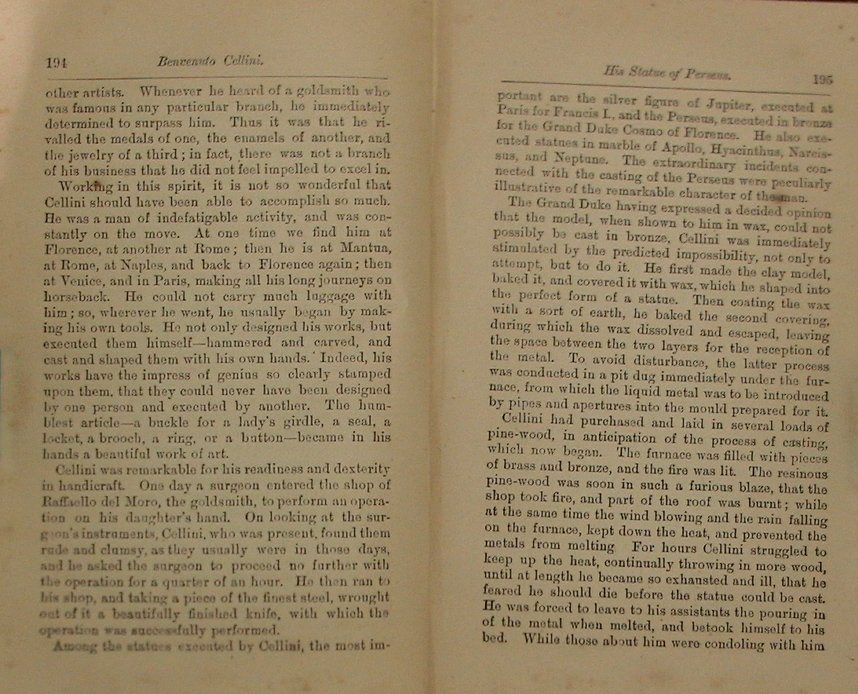 194
Benvenuto Cellini.
other artists. Whenever he heard of a goldsmith who
was famous in any particular branch, he immediately
determined to surpass him. Thus it was that he ri-
valled the medals of one, the enamels of another, and
the jewelry of a third; in fact, there was not a branch
of his business that he did not feel impelled to excel in.
Working in this spirit, it is not so wonderful that
Cellini should have been able to accomplish so much.
He was a man of indefatigable activity, and was con-
stantly on the move. At one time we find him at
Florence, at another at Rome; then he is at Mantua,
at Rome, at Naples, and back to Florence again; then
at Venice, and in Paris, making all his long journeys on
horseback. He could not carry much luggage with
him; so, wherever he went, he usually began by mak-
ing his own tools. He not only designed his works, but
executed them himself—hammered and carved, and
cast and shaped them with his own hands. Indeed, his
works have the impress of genius so clearly stamped
upon them, that they could never have been designed
by one person and executed by another. The hum-
blest article—a buckle for a lady's girdle, a seal, a
locket, a brooch, a ring, or a button—became in his
hands a beautiful work of art.
Cellini was remarkable for his readiness and dexterity
in handicraft. One day a surgeon entered the shop of
Raffaello del Moro, the goldsmith, to perform an opera-
tion on his daughter's hand. On looking at the sur-
geon's instruments, Cellini, who was present, found them
rude and clumsy, as they usually were in those days,
and he asked the surgeon to proceed no further with
the operation for a quarter of an hour. He then ran to
his shop, and taking a piece of the finest steel, wrought
out of it a beautifully finished knife, with which the
operation was successfully performed.
Among the statues executed by Cellini, the most im-
His Statue of Perseus.
195
portant are the silver figure of Jupiter, executed at
Paris for Francis I., and the Perseus, executed in bronze
for the Grand Duke Cosmo of Florence. He also exe-
cuted statues in marble of Apollo, Hyacinthus, Narcis-
sus, and Neptune. The extraordinary incidents con-
nected with the casting of the Perseus were peculiarly
illustrative of the remarkable character of the man.
The Grand Duke having expressed a decided opinion
that the model, when shown to him in wax, could not
possibly be cast in bronze, Cellini was immediately
stimulated by the predicted impossibility, not only to
attempt, but to do it. He first made the clay model,
baked it, and covered it with wax, which he shaped into
the perfect form of a statue. Then coating the wax
with a sort of earth, he baked the second covering,
during which the wax dissolved and escaped, leaving
the space between the two layers for the reception of
the metal. To avoid disturbance, the latter process
was conducted in a pit dug immediately under the fur-
nace, from which the liquid metal was to be introduced
by pipes and apertures into the mould prepared for it.
Cellini had purchased and laid in several loads of
pine-wood, in anticipation of the process of casting,
which now began. The furnace was filled with pieces
of brass and bronze, and the fire was lit. The resinous
pine-wood was soon in such a furious blaze, that the
shop took fire, and part of the roof was burnt; while
at the same time the wind blowing and the rain falling
on the furnace, kept down the heat, and prevented the
metals from melting For hours Cellini struggled to
keep up the heat, continually throwing in more wood,
until at length he became so exhausted and ill, that he
feared he should die before the statue could be cast.
He was forced to leave to his assistants the pouring in
of the metal when melted, and betook himself to his
bed. While those about him were condoling with him